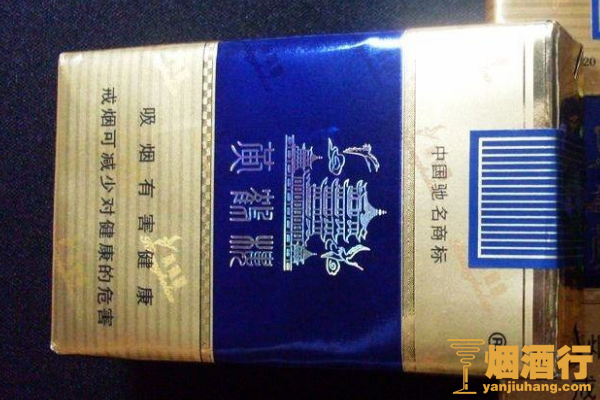 吸烟有害健康
戒烟可减少对健康的危害
黄鹤楼
中国驰名商标
R
20
烟酒行
yanjiuhang.com